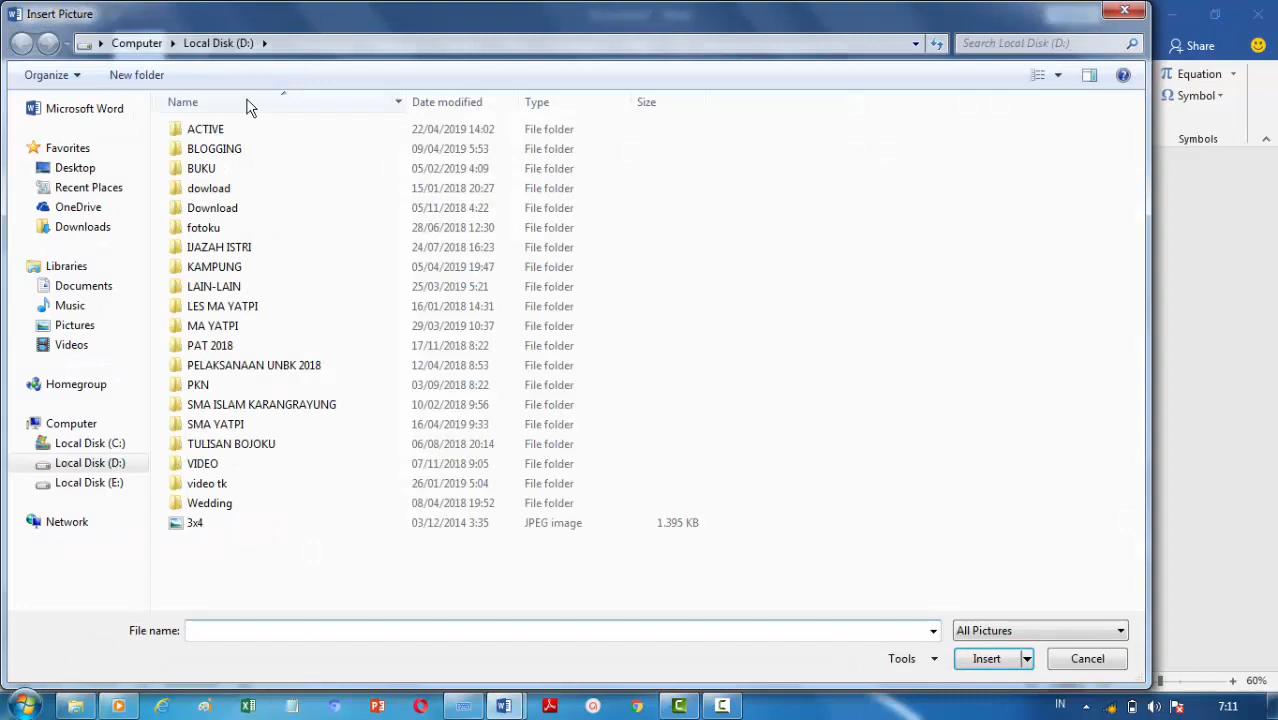 Insert Picture
Computer Local Disk (D:)
Search Local Disk (D:)
Share
Organize
New folder
Equation
Symbol
Symbols
Name Date modified Type Size
Microsoft Word
Favorites
Desktop
Recent Places
OneDrive
Downloads
Libraries
Documents
Music
Pictures
Videos
Homegroup
Computer
Local Disk (C:)
Local Disk (D:)
Local Disk (E:)
Network
ACTIVE 22/04/2019 14:02 File folder
BLOGGING 09/04/2019 5:53 File folder
BUKU 05/02/2019 4:09 File folder
dowload 15/01/2018 20:27 File folder
Download 05/11/2018 4:22 File folder
fotoku 28/06/2018 12:30 File folder
IJAZAH ISTRI 24/07/2018 16:23 File folder
KAMPUNG 05/04/2019 19:47 File folder
LAIN-LAIN 25/03/2019 5:21 File folder
LES MA YATPI 16/01/2018 14:31 File folder
MA YATPI 29/03/2019 10:37 File folder
PAT 2018 17/11/2018 8:22 File folder
PELAKSANAAN UNBK 2018 12/04/2018 8:53 File folder
PKN 03/09/2018 8:22 File folder
SMA ISLAM KARANGRAYUNG 10/02/2018 9:56 File folder
SMA YATPI 16/04/2019 9:33 File folder
TULISAN BOJOKU 06/08/2018 20:14 File folder
VIDEO 07/11/2018 9:05 File folder
video tk 26/01/2019 5:04 File folder
Wedding 08/04/2018 19:52 File folder
3x4 03/12/2014 3:35 JPEG image 1.395 KB
File name:
All Pictures
Tools
Insert
Cancel
60%
IN
7:11